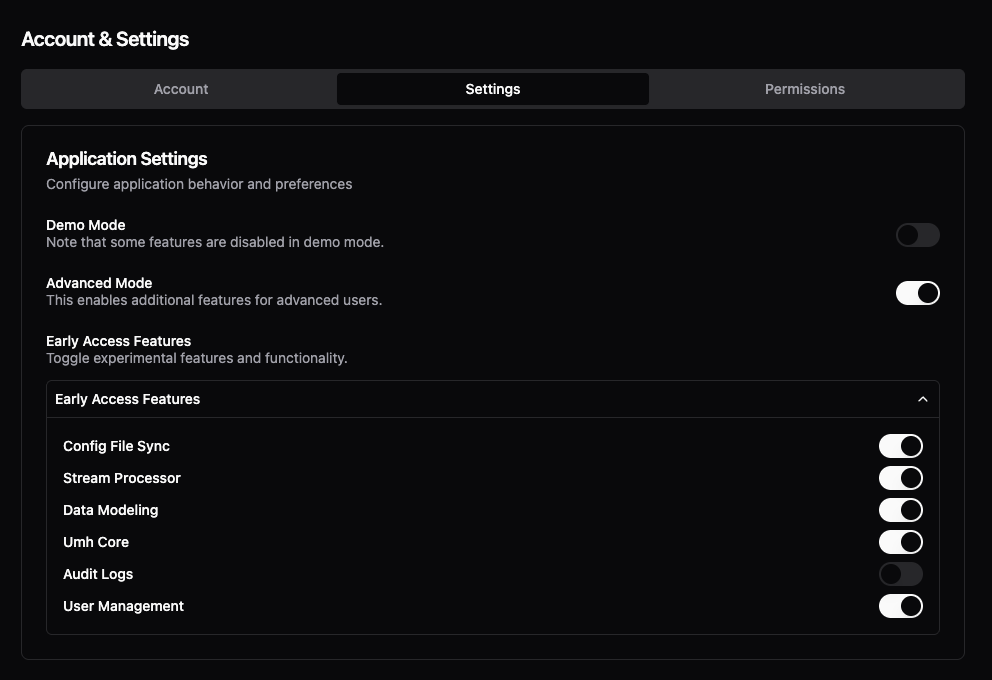 Account & Settings
Account
Settings
Permissions
Application Settings
Configure application behavior and preferences
Demo Mode
Note that some features are disabled in demo mode.
Advanced Mode
This enables additional features for advanced users.
Early Access Features
Toggle experimental features and functionality.
Early Access Features
Config File Sync
Stream Processor
Data Modeling
Umh Core
Audit Logs
User Management